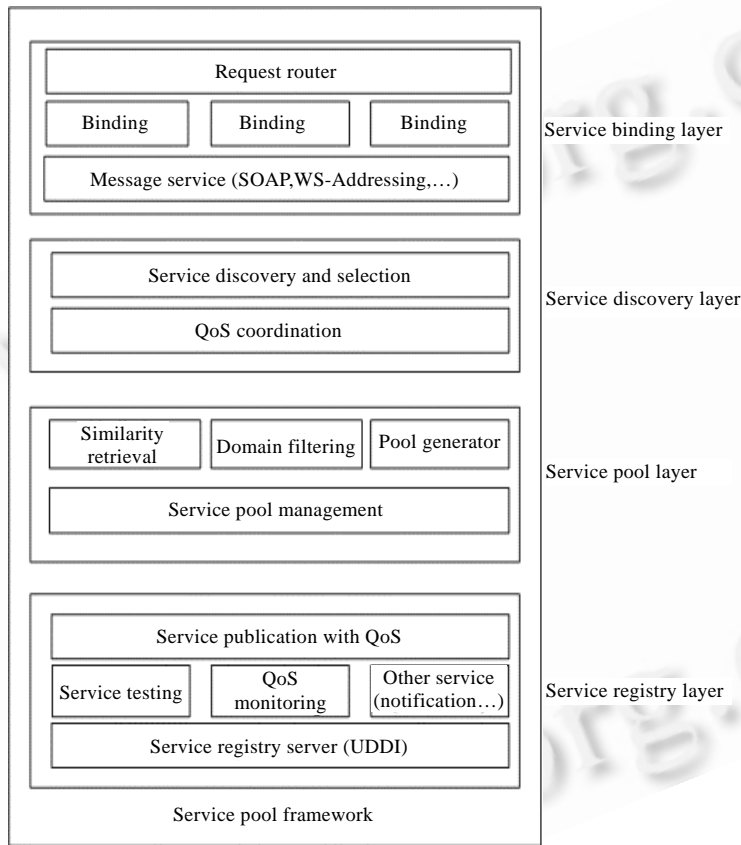 Request router
Binding
Binding
Binding
Service binding layer
Message service (SOAP,WS-Addressing,…)
Service discovery and selection
Service discovery layer
QoS coordination
Similarity
retrieval
Domain filtering
Pool generator
Service pool layer
Service pool management
Service publication with QoS
Service testing
QoS
monitoring
Other service
(notification…)
Service registry layer
Service registry server (UDDI)
Service pool framework
org.c
org.c